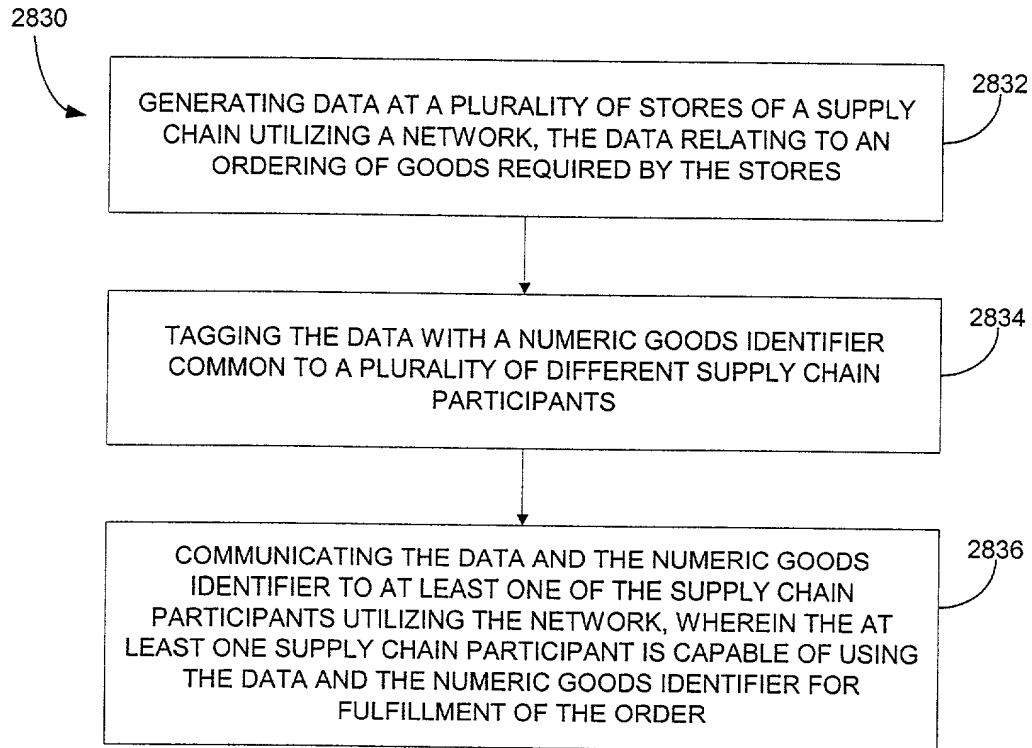 2830
2832
GENERATING DATA AT A PLURALITY OF STORES OF A SUPPLY
CHAIN UTILIZING A NETWORK, THE DATA RELATING TO AN
ORDERING OF GOODS REQUIRED BY THE STORES
2834
TAGGING THE DATA WITH A NUMERIC GOODS IDENTIFIER
COMMON TO A PLURALITY OF DIFFERENT SUPPLY CHAIN
PARTICIPANTS
2836
COMMUNICATING THE DATA AND THE NUMERIC GOODS
IDENTIFIER TO AT LEAST ONE OF THE SUPPLY CHAIN
PARTICIPANTS UTILIZING THE NETWORK, WHEREIN THE AT
LEAST ONE SUPPLY CHAIN PARTICIPANT IS CAPABLE OF USING
THE DATA AND THE NUMERIC GOODS IDENTIFIER FOR
FULFILLMENT OF THE ORDER